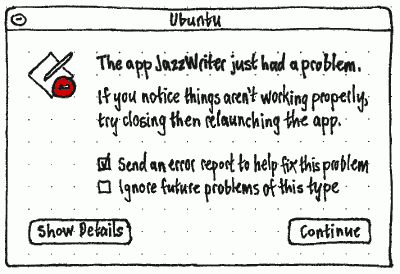 Ubuntu
The app JazzWriter just had a problem.
If you notice things aren't working properly,
try closing then relaunching the app.
Send an error report to help fix this problem
Ignore future problems of this type
Show Details
Continue